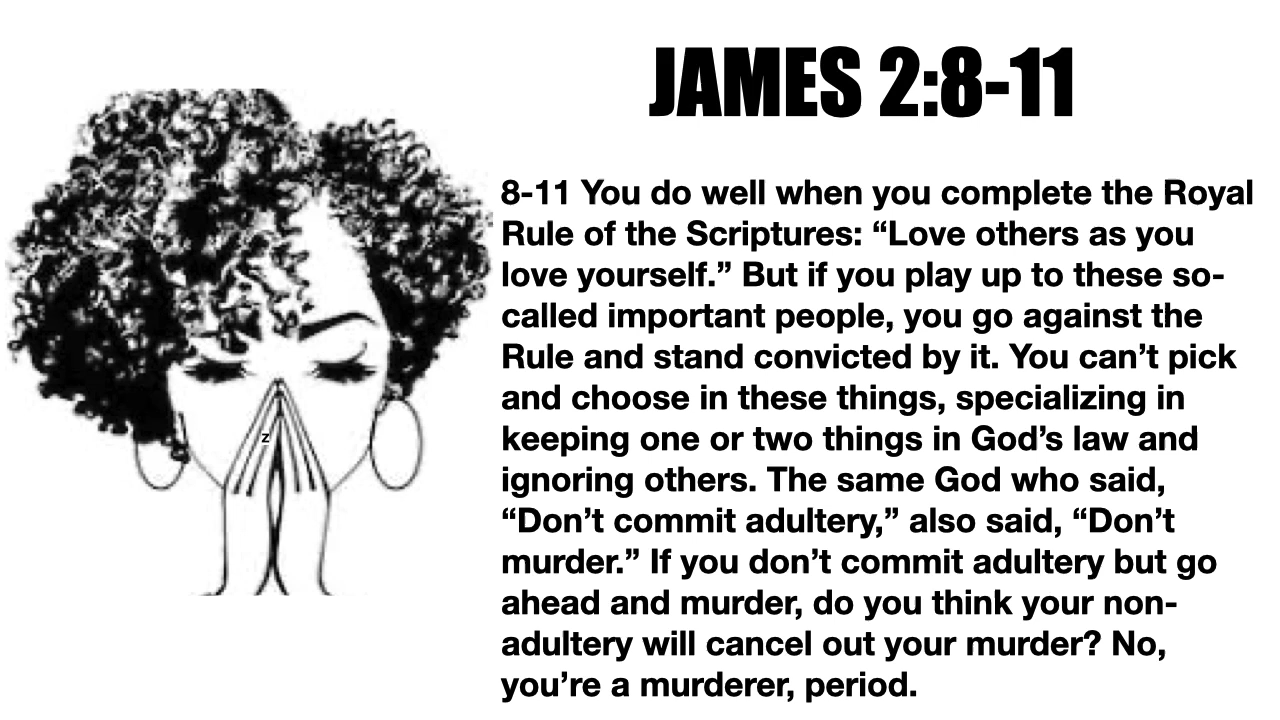 JAMES 2:8-11
8-11 You do well when you complete the Royal
Rule of the Scriptures: “Love others as you
love yourself.” But if you play up to these so-
called important people, you go against the
Rule and stand convicted by it. You can’t pick
and choose in these things, specializing in
keeping one or two things in God’s law and
ignoring others. The same God who said,
“Don’t commit adultery,” also said, “Don’t
murder.” If you don’t commit adultery but go
ahead and murder, do you think your non-
adultery will cancel out your murder? No,
you’re a murderer, period.
z